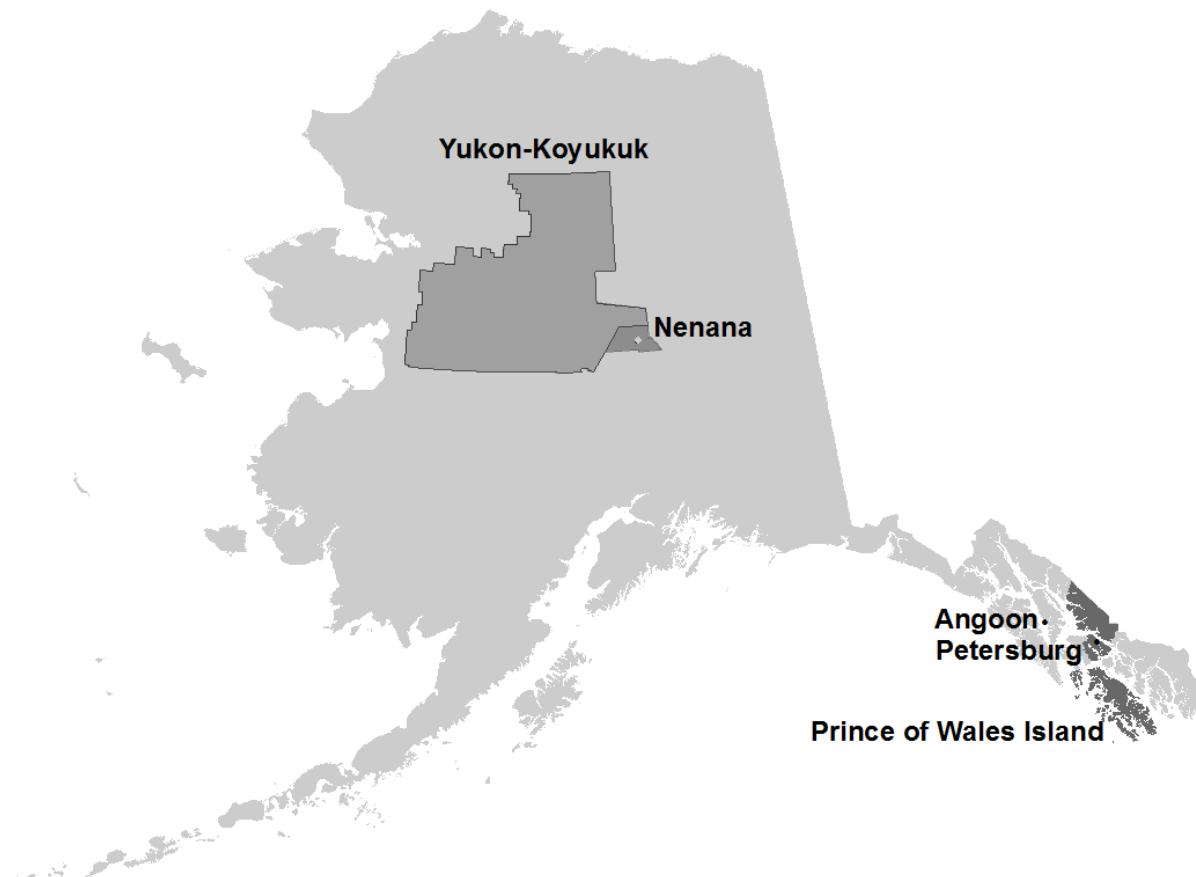 Yukon-Koyukuk
Nenana
Angoon
Petersburg
Prince of Wales Island